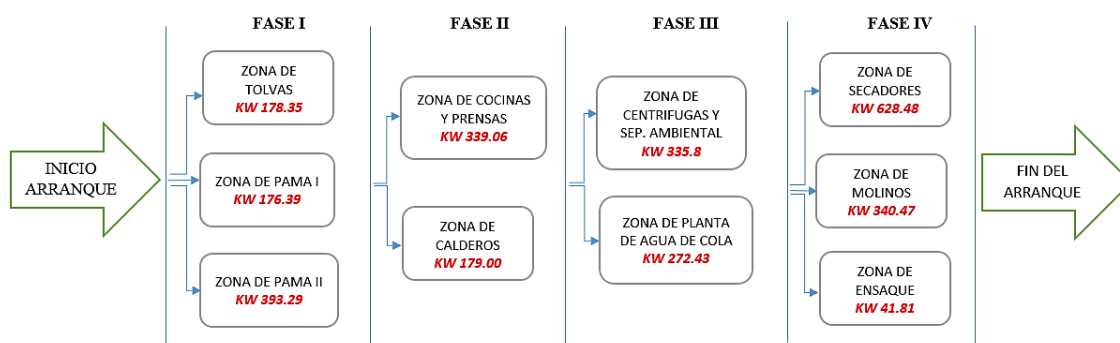 INICIO
ARRANQUE
FASE I
ZONA DE
TOLVAS
KW 178.35
ZONA DE PAMA I
KW 176.39
ZONA DE PAMA II
KW 393.29
FASE II
ZONA DE COCINAS
Y PRENSAS
KW 339.06
ZONA DE
CALDEROS
KW 179.00
FASE III
ZONA DE
CENTRIFUGAS Y
SEP. AMBIENTAL
KW 335.8
ZONA DE PLANTA
DE AGUA DE COLA
KW 272.43
FASE IV
ZONA DE
SECADORES
KW 628.48
ZONA DE
MOLINOS
KW 340.47
ZONA DE
ENSAQUE
KW 41.81
FIN DEL
ARRANQUE